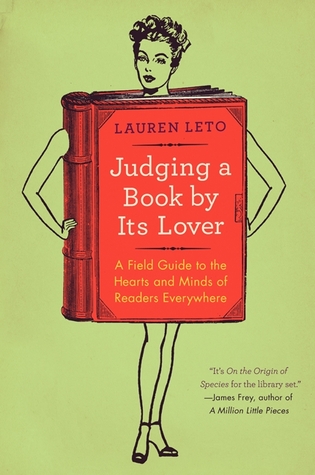 LAUREN LETO
Judging a
Book by
Its Lover
A Field Guide to the
Hearts and Minds of
Readers Everywhere
“It’s On the Origin of
Species for the library set.”
—James Frey, author of
A Million Little Pieces